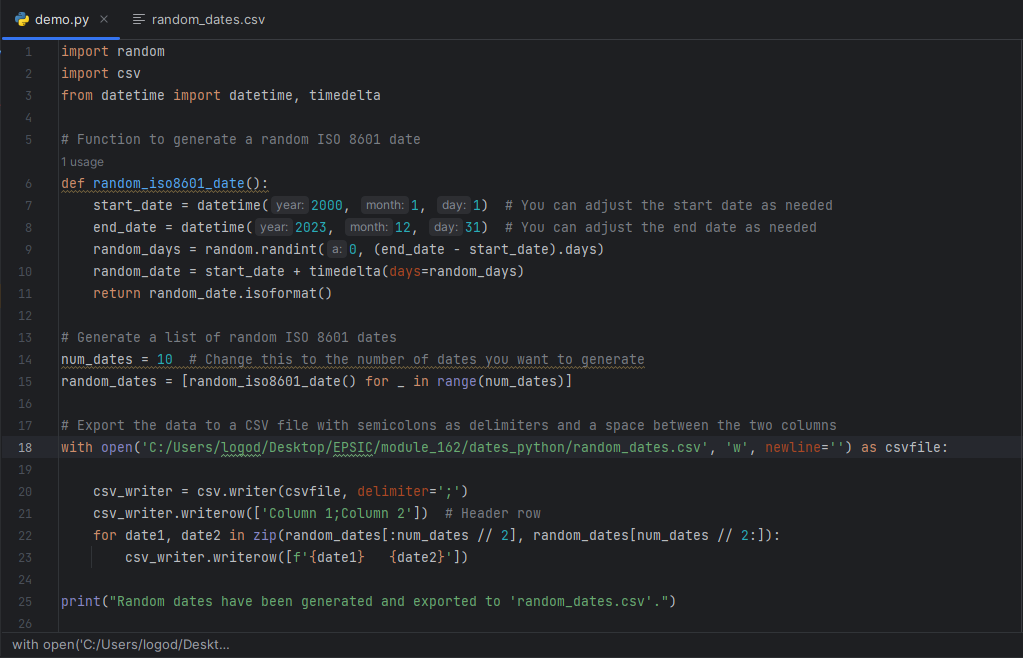 demo.py × random_dates.csv
1 import random
2 import csv
3 from datetime import datetime, timedelta
4
5 # Function to generate a random ISO 8601 date
1 usage
6 def random_iso8601_date():
7     start_date = datetime( year: 2000, month: 1, day: 1)  # You can adjust the start date as needed
8     end_date = datetime( year: 2023, month: 12, day: 31)  # You can adjust the end date as needed
9     random_days = random.randint( a: 0, (end_date - start_date).days)
10     random_date = start_date + timedelta(days=random_days)
11     return random_date.isoformat()
12
13 # Generate a list of random ISO 8601 dates
14 num_dates = 10  # Change this to the number of dates you want to generate
15 random_dates = [random_iso8601_date() for _ in range(num_dates)]
16
17 # Export the data to a CSV file with semicolons as delimiters and a space between the two columns
18 with open('C:/Users/logod/Desktop/EPSIC/module_162/dates_python/random_dates.csv', 'w', newline='') as csvfile:
19
20     csv_writer = csv.writer(csvfile, delimiter=';')
21     csv_writer.writerow(['Column 1;Column 2'])  # Header row
22     for date1, date2 in zip(random_dates[:num_dates // 2], random_dates[num_dates // 2:]):
23         csv_writer.writerow([f'{date1}   {date2}'])
24
25 print("Random dates have been generated and exported to 'random_dates.csv'.")
26
with open('C:/Users/logod/Deskt...